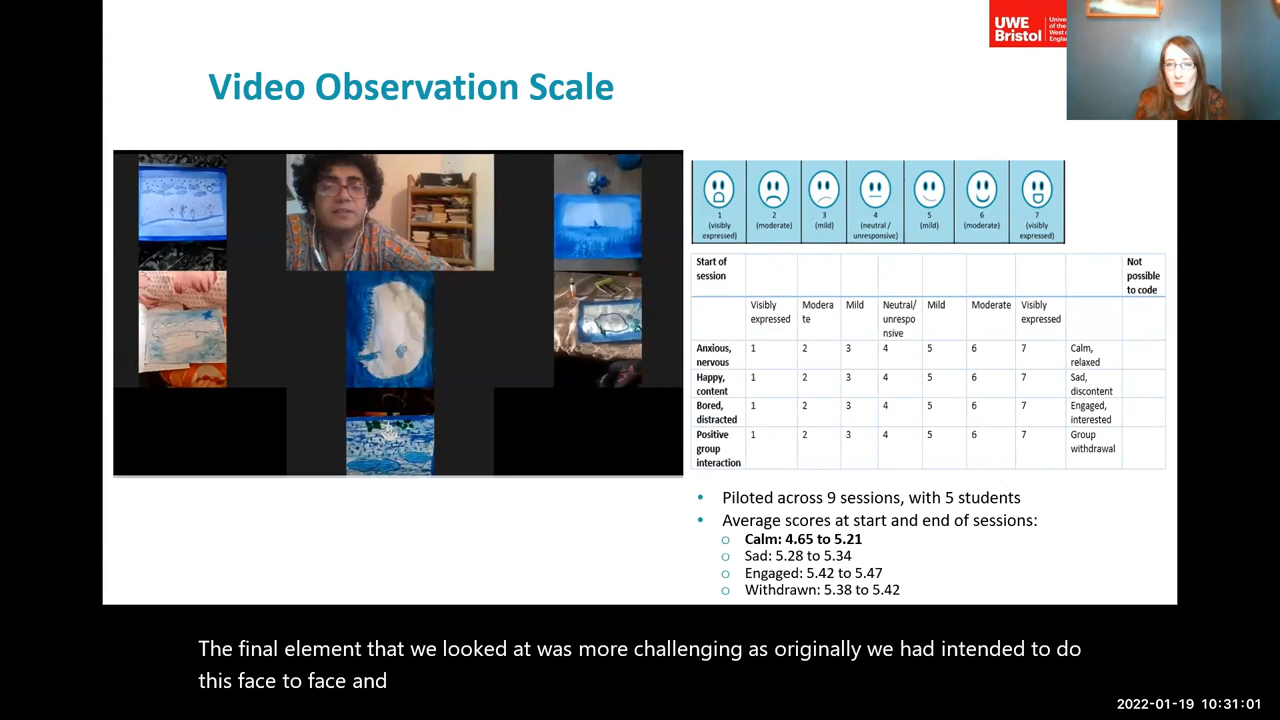 UWE
Bristol
Univer
of the
West o
Englan
Video Observation Scale
1
(visibly
expressed)
2
(moderate)
3
(mild)
4
(neutral /
unresponsive)
5
(mild)
6
(moderate)
7
(visibly
expressed)
Start of
session
Not
possible
to code
Visibly
expressed
Modera
te
Mild
Neutral/
unrespo
nsive
Mild
Moderate
Visibly
expressed
Anxious,
nervous
1 2 3 4 5 6 7
Calm,
relaxed
Happy,
content
1 2 3 4 5 6 7
Sad,
discontent
Bored,
distracted
1 2 3 4 5 6 7
Engaged,
interested
Positive
group
interaction
1 2 3 4 5 6 7
Group
withdrawal
• Piloted across 9 sessions, with 5 students
• Average scores at start and end of sessions:
o Calm: 4.65 to 5.21
o Sad: 5.28 to 5.34
o Engaged: 5.42 to 5.47
o Withdrawn: 5.38 to 5.42
The final element that we looked at was more challenging as originally we had intended to do
this face to face and
2022-01-19 10:31:01